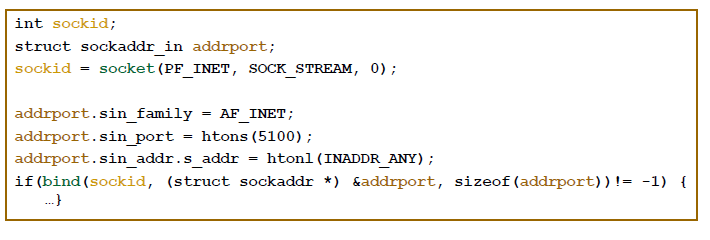 int sockid;
struct sockaddr_in addrport;
sockid = socket(PF_INET, SOCK_STREAM, 0);
addrport.sin_family = AF_INET;
addrport.sin_port = htons(5100);
addrport.sin_addr.s_addr = htonl(INADDR_ANY);
if(bind(sockid, (struct sockaddr *) &addrport, sizeof(addrport))!= -1) {
…}